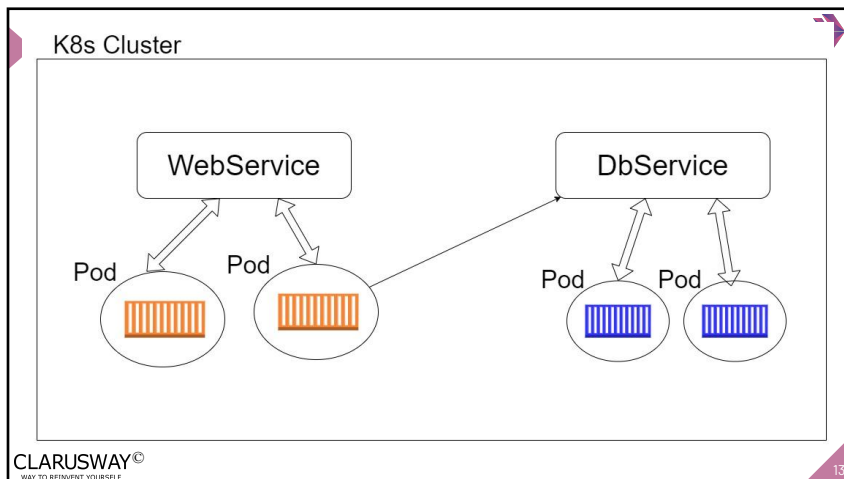 K8s Cluster
WebService
DbService
Pod
Pod
Pod
Pod
CLARUSWAY©
WAY TO REINVENT YOURSELF
13